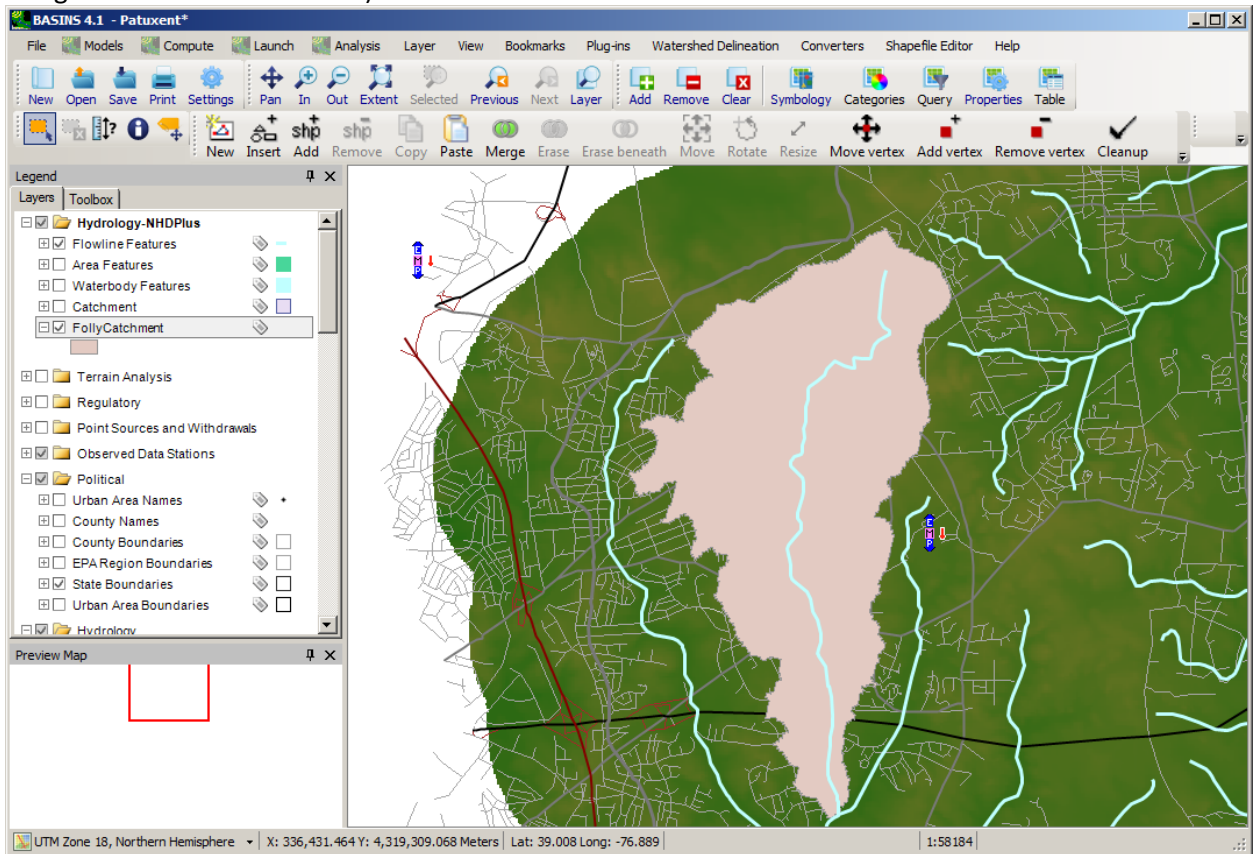 BASINS 4.1 - Patuxent*
File Models Compute Launch Analysis Layer View Bookmarks Plug-ins Watershed Delineation Converters Shapefile Editor Help
New Open Save Print Settings Pan In Out Extent Selected Previous Next Layer Add Remove Clear Symbology Categories Query Properties Table
New Insert Add Remove Copy Paste Merge Erase Erase beneath Move Rotate Resize Move vertex Add vertex Remove vertex Cleanup
Legend
Layers Toolbox
Hydrology-NHDPlus
Flowline Features
Area Features
Waterbody Features
Catchment
FollyCatchment
Terrain Analysis
Regulatory
Point Sources and Withdrawals
Observed Data Stations
Political
Urban Area Names
County Names
County Boundaries
EPA Region Boundaries
State Boundaries
Urban Area Boundaries
Hydrology
Preview Map
E
M
P
E
M
P
UTM Zone 18, Northern Hemisphere X: 336,431.464 Y: 4,319,309.068 Meters Lat: 39.008 Long: -76.889 1:58184